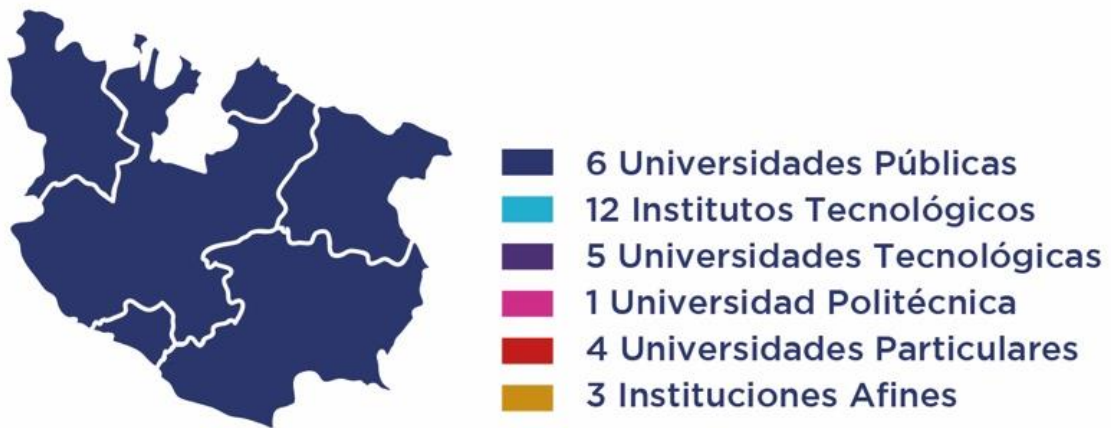 6 Universidades Públicas
12 Institutos Tecnológicos
5 Universidades Tecnológicas
1 Universidad Politécnica
4 Universidades Particulares
3 Instituciones Afines